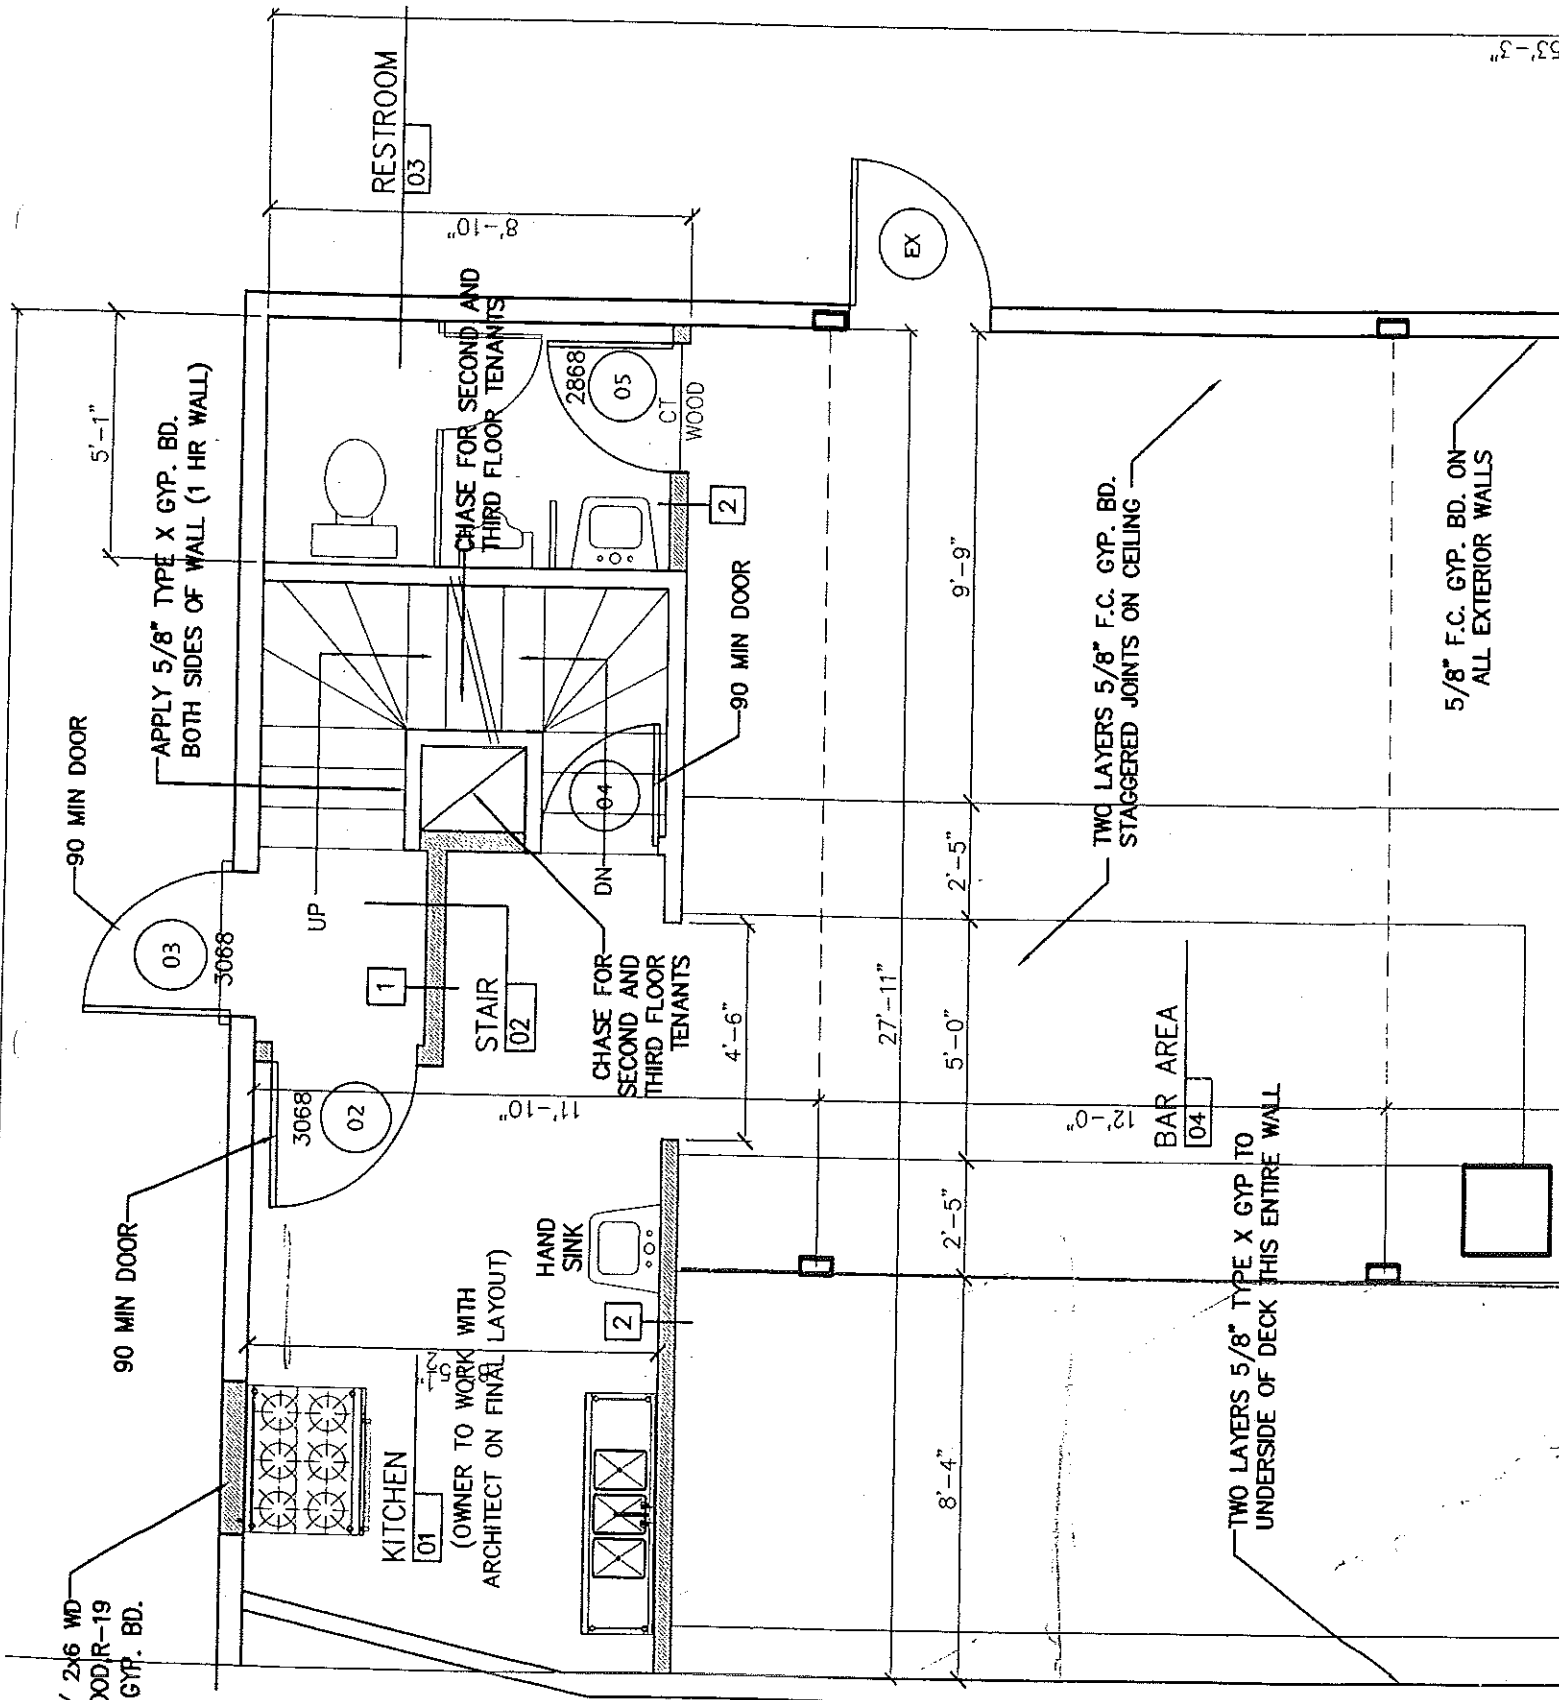 RESTROOM
03
53'-3"
8'-10"
5'-1"
APPLY 5/8" TYPE X GYP. BD.
BOTH SIDES OF WALL (1 HR WALL)
CHASE FOR SECOND AND
THIRD FLOOR TENANTS
EX
2868
05
CT
WOOD
2
90 MIN DOOR
90 MIN DOOR
03
3068
UP
DN
04
1
STAIR
02
CHASE FOR
SECOND AND
THIRD FLOOR
TENANTS
90 MIN DOOR
3068
02
11'-10"
4'-6"
27'-11"
9'-9"
2'-5"
5'-0"
2'-5"
8'-4"
12'-0"
TWO LAYERS 5/8" F.C. GYP. BD.
STAGGERED JOINTS ON CEILING
5/8" F.C. GYP. BD. ON
ALL EXTERIOR WALLS
BAR AREA
04
TWO LAYERS 5/8" TYPE X GYP TO
UNDERSIDE OF DECK THIS ENTIRE WALL
HAND
SINK
2
KITCHEN
01
(OWNER TO WORK WITH
ARCHITECT ON FINAL LAYOUT)
2x6 WD
R-19
GYP. BD.